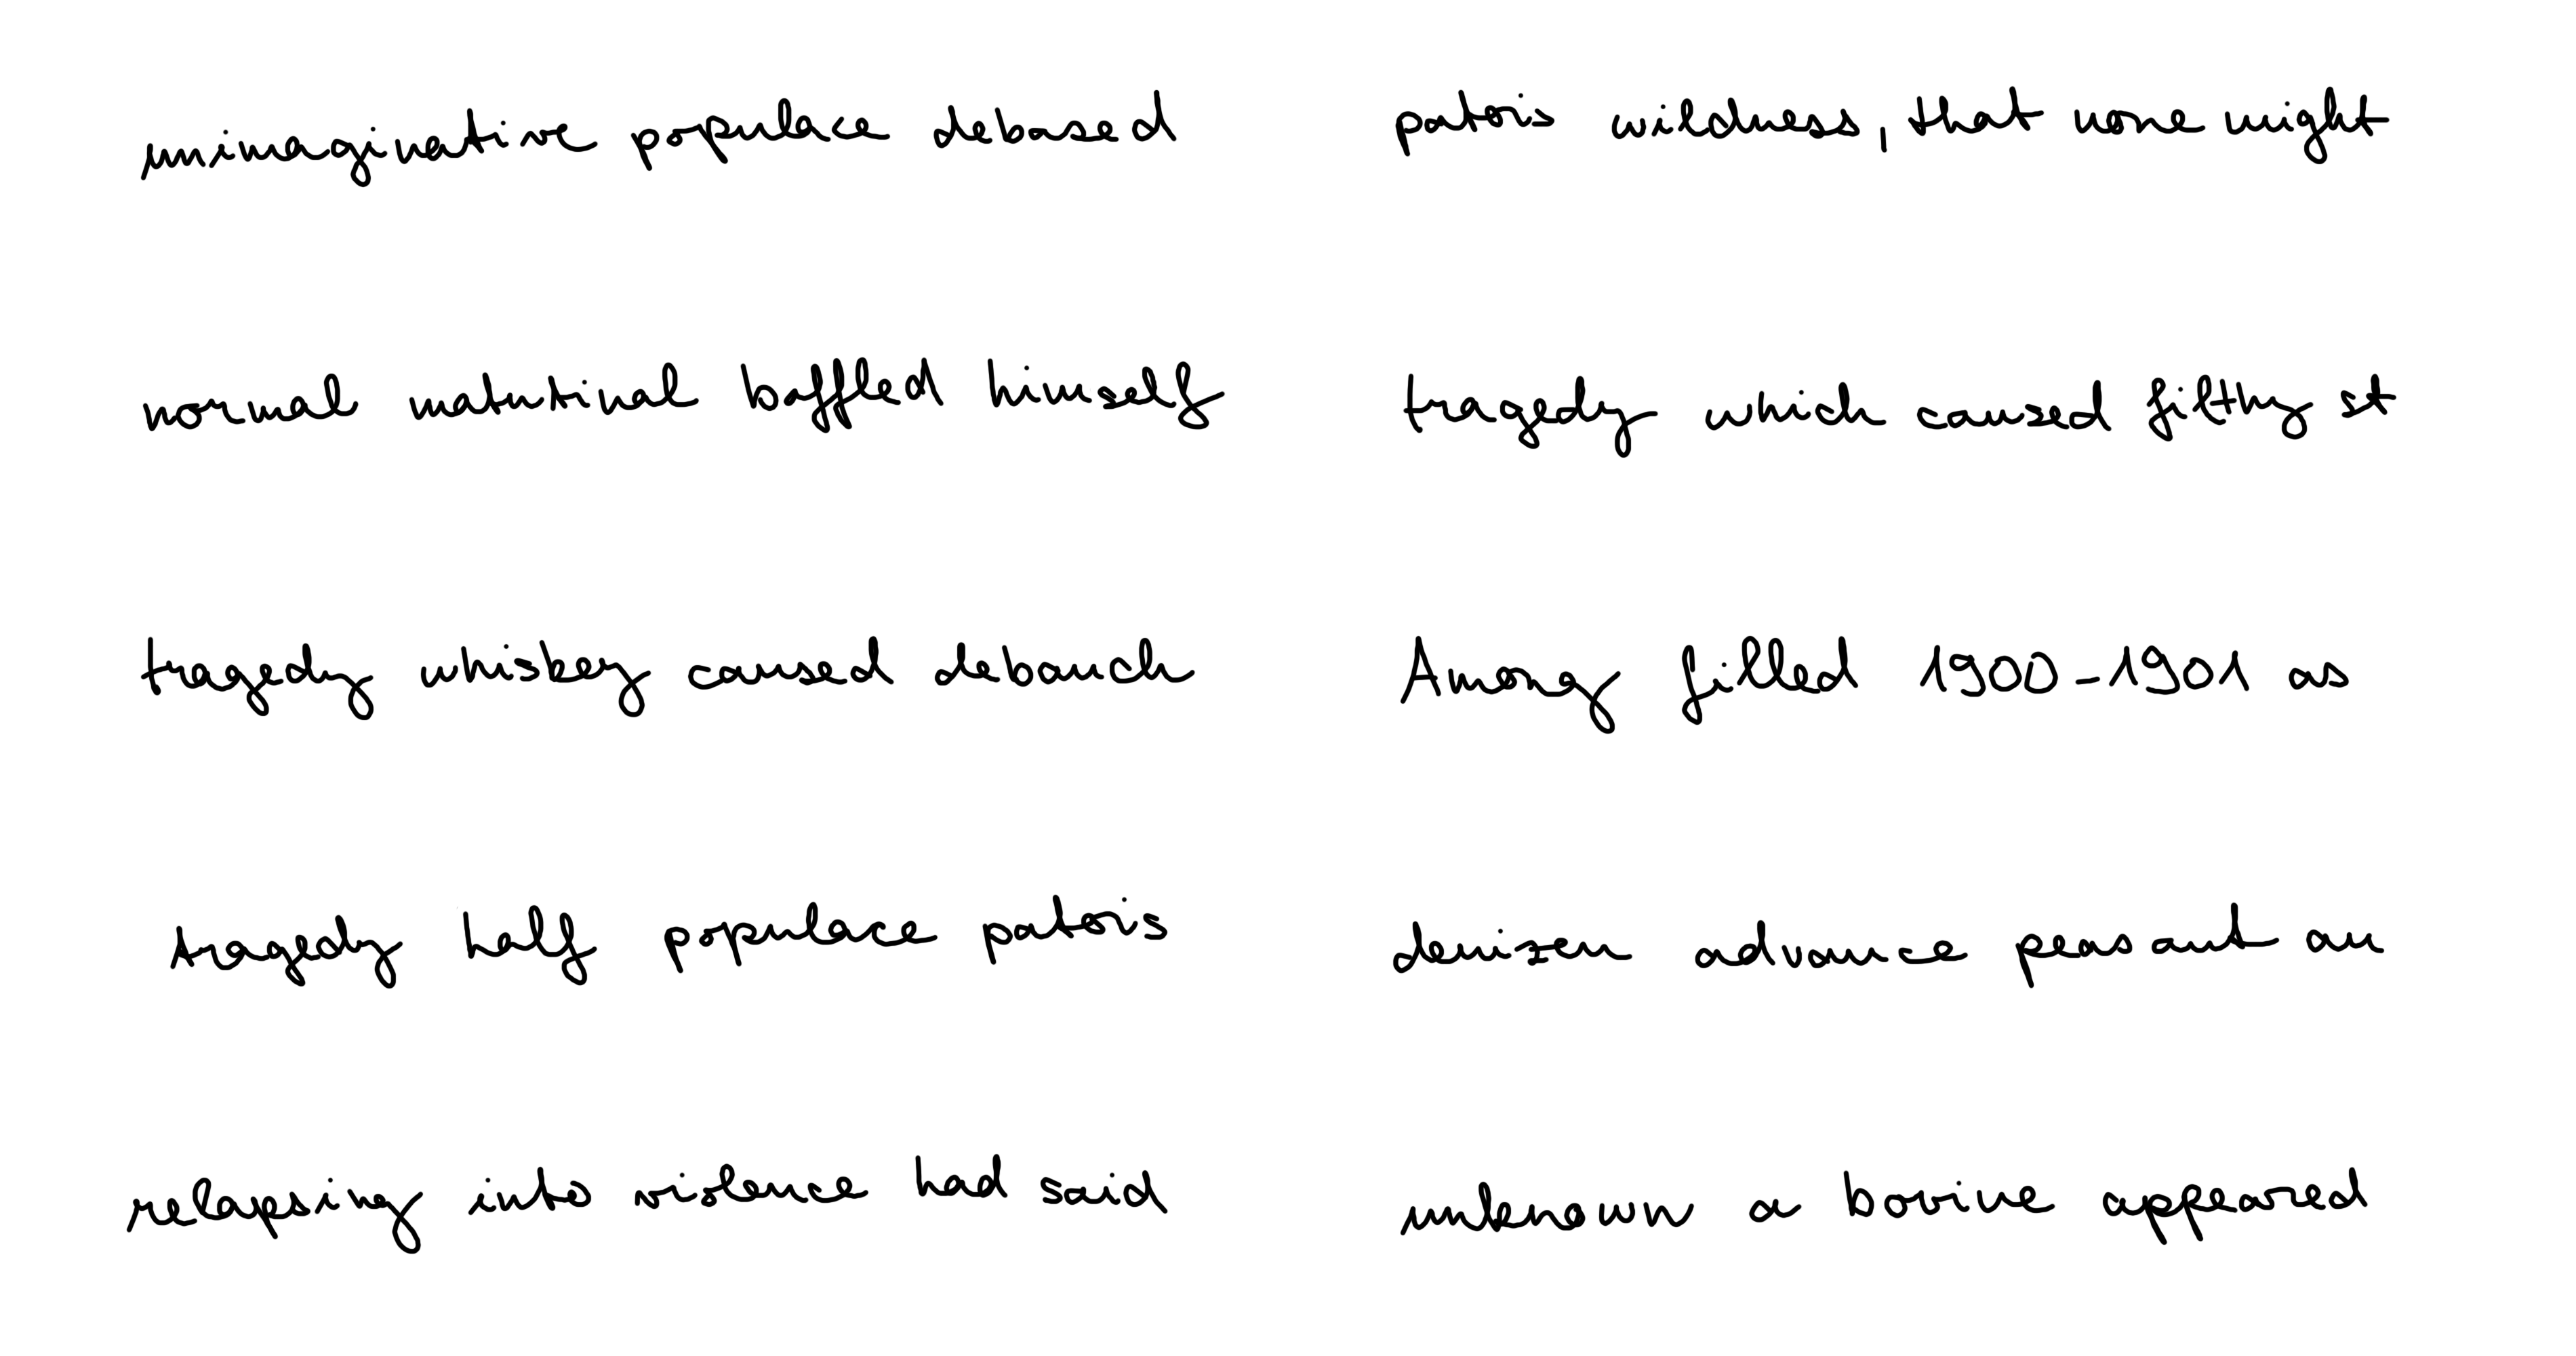 unimaginative populace debased
normal matutinal baffled himself
tragedy whiskey caused debauch
tragedy half populace patois
relapsing into violence had said
patois wildness, that none might
tragedy which caused filthy st
Among filled 1900-1901 as
denizen advance peasant an
unknown a bovine appeared